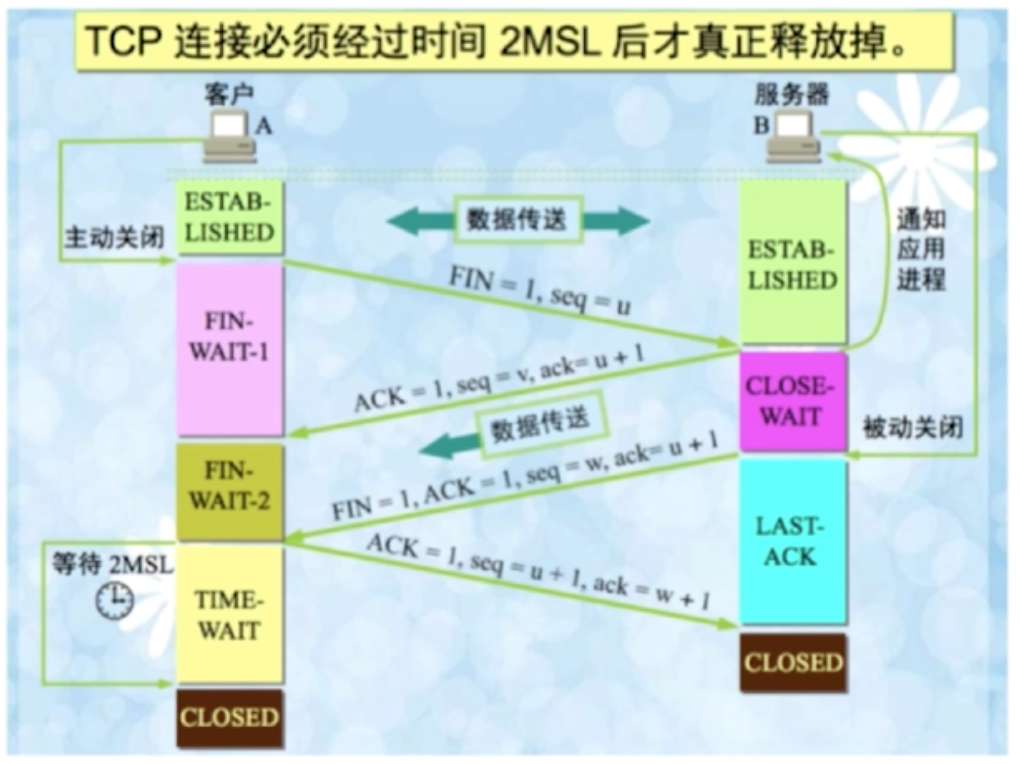 TCP 连接必须经过时间 2MSL 后才真正释放掉。
客户
A
服务器
B
ESTAB-
LISHED
数据传送
主动关闭
ESTAB-
LISHED
通知
应用
进程
FIN = 1, seq = u
FIN-
WAIT-1
ACK = 1, seq = v, ack= u + 1
CLOSE-
WAIT
数据传送
被动关闭
FIN-
WAIT-2
FIN = 1, ACK = 1, seq = w, ack= u + 1
LAST-
ACK
ACK = 1, seq = u + 1, ack = w + 1
等待 2MSL
TIME-
WAIT
CLOSED
CLOSED